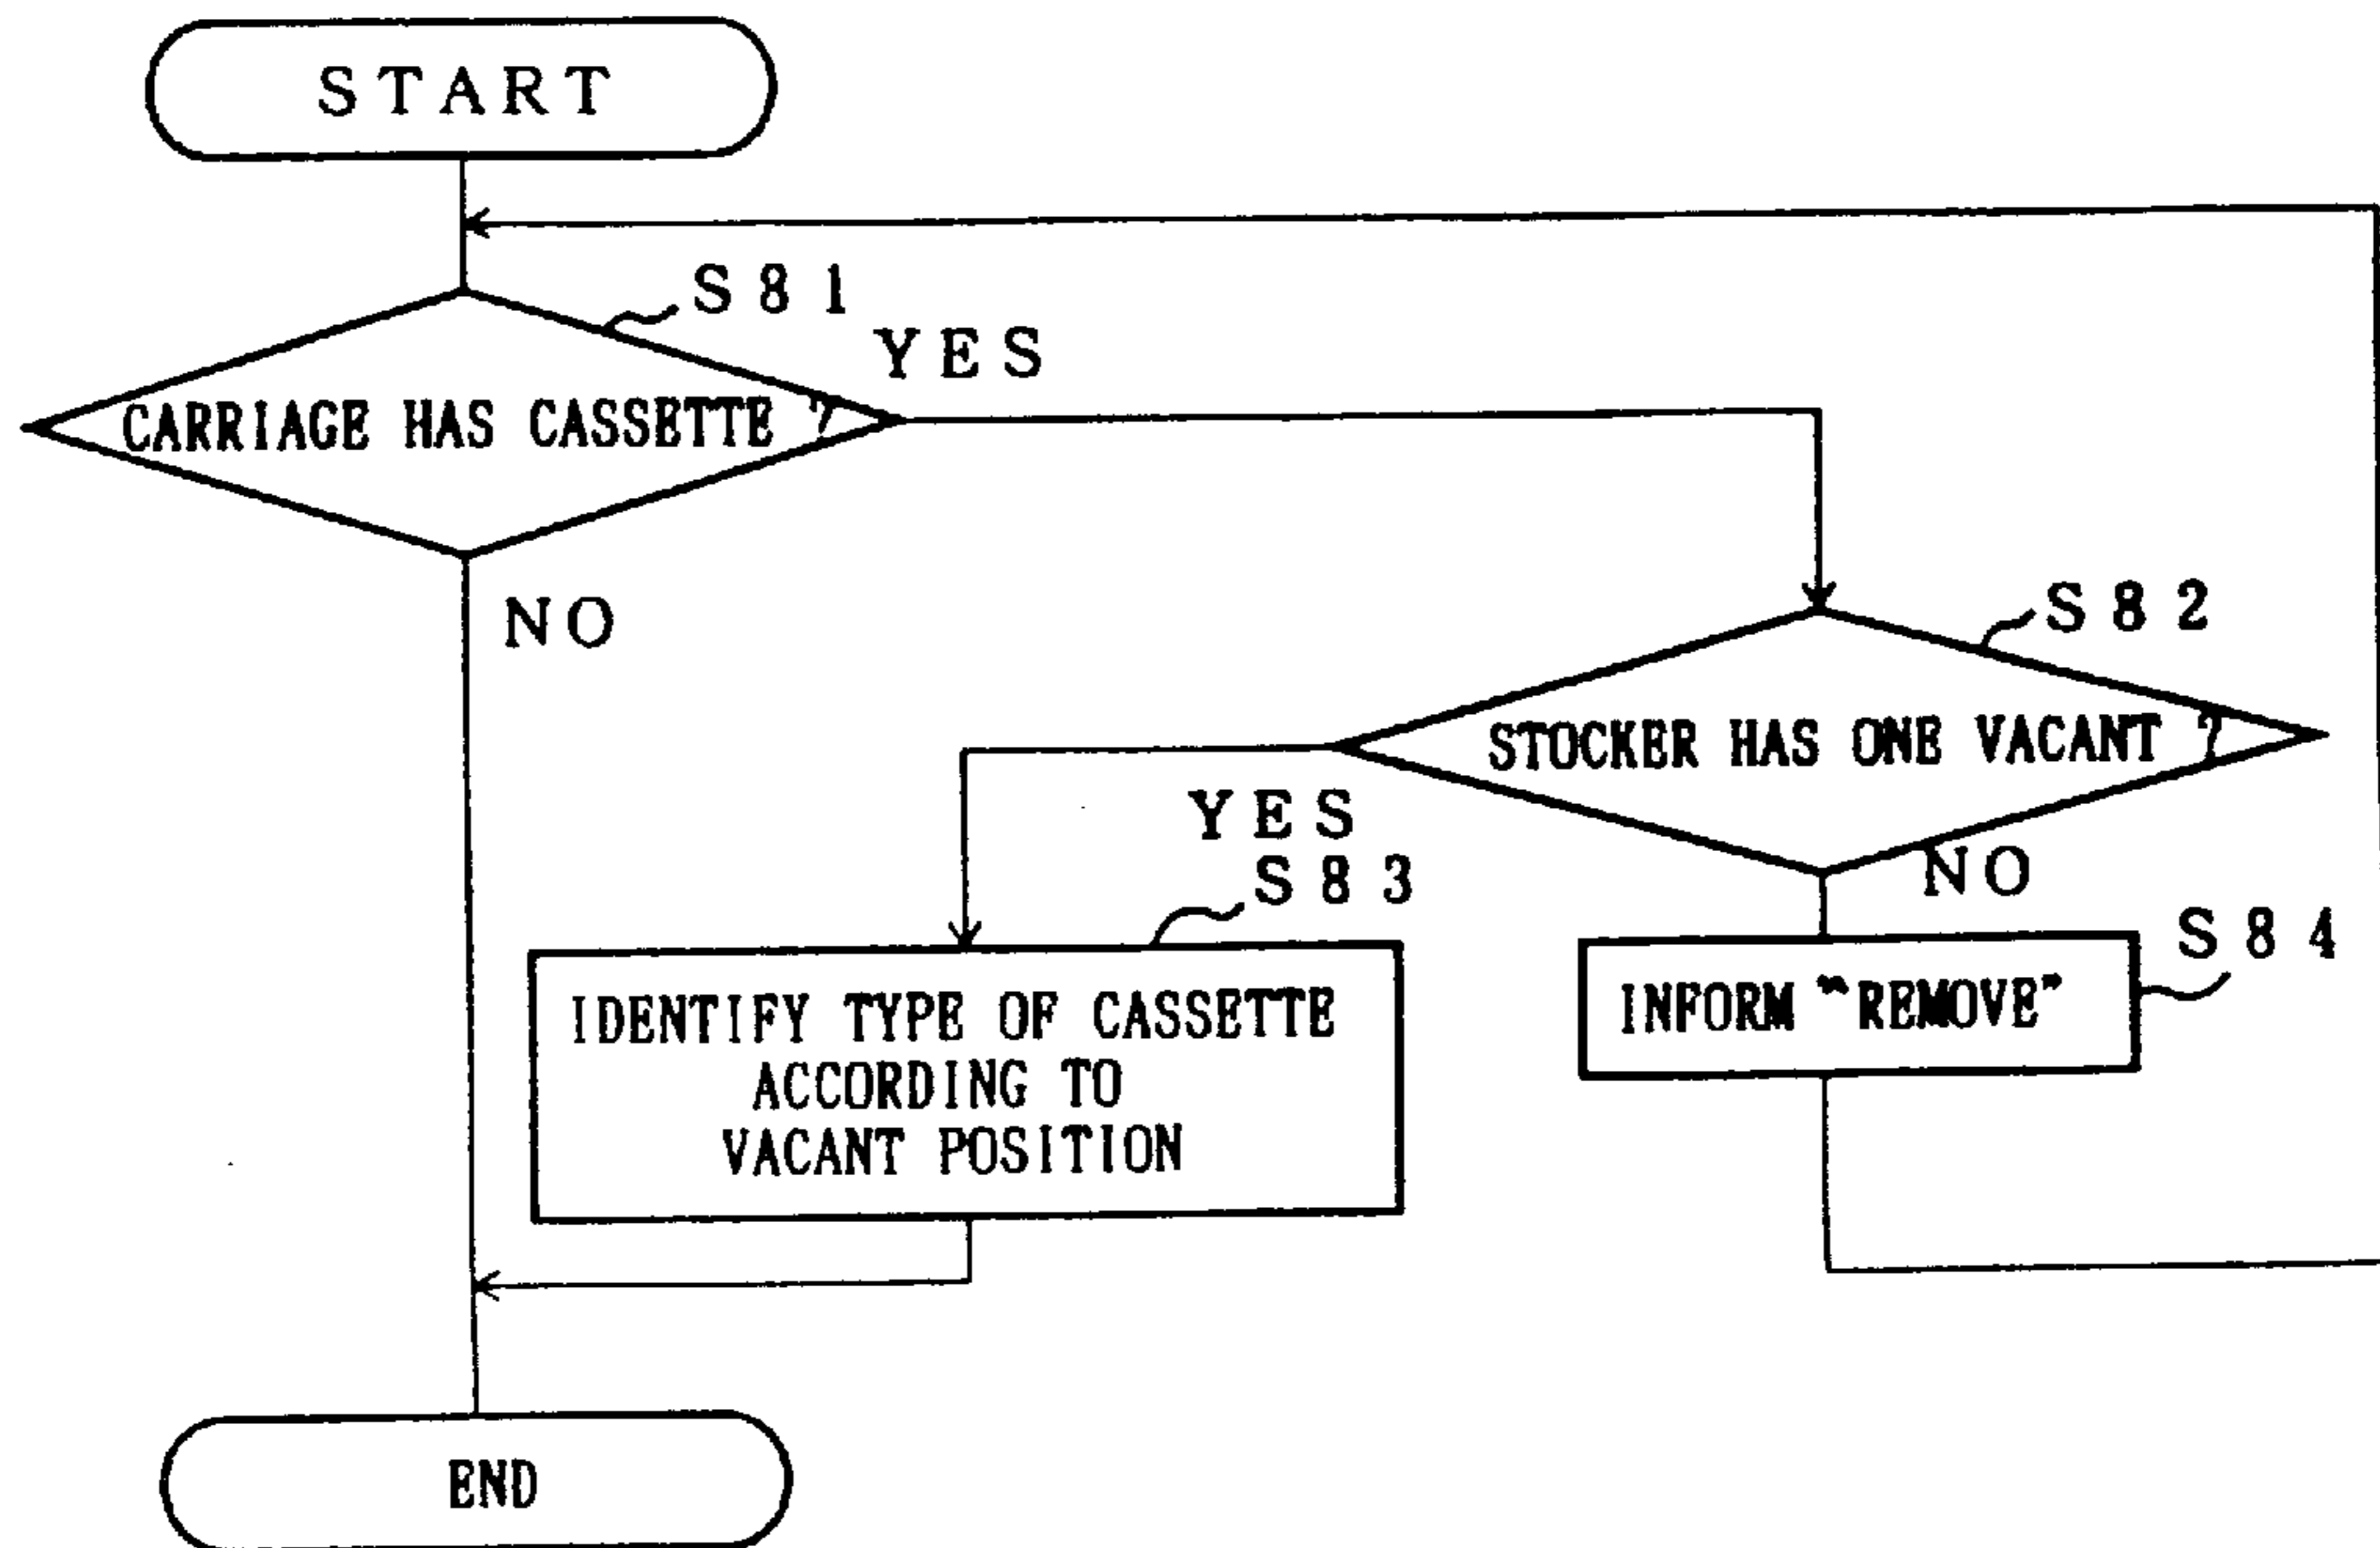 START
S81
YES
CARRIAGE HAS CASSETTE ?
NO
S82
STOCKER HAS ONE VACANT ?
YES
S83
NO
S84
IDENTIFY TYPE OF CASSETTE
ACCORDING TO
VACANT POSITION
INFORM "REMOVE"
END